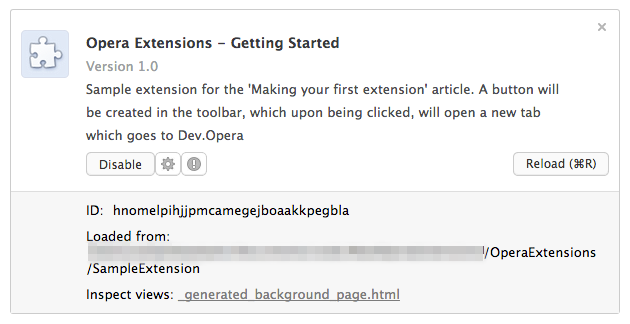 Opera Extensions – Getting Started
Version 1.0
Sample extension for the 'Making your first extension' article. A button will
be created in the toolbar, which upon being clicked, will open a new tab
which goes to Dev.Opera
Disable
Reload (⌘R)
ID: hnomelpihjjpmcamegejboaakkpegbla
Loaded from:
/OperaExtensions
/SampleExtension
Inspect views: _generated_background_page.html